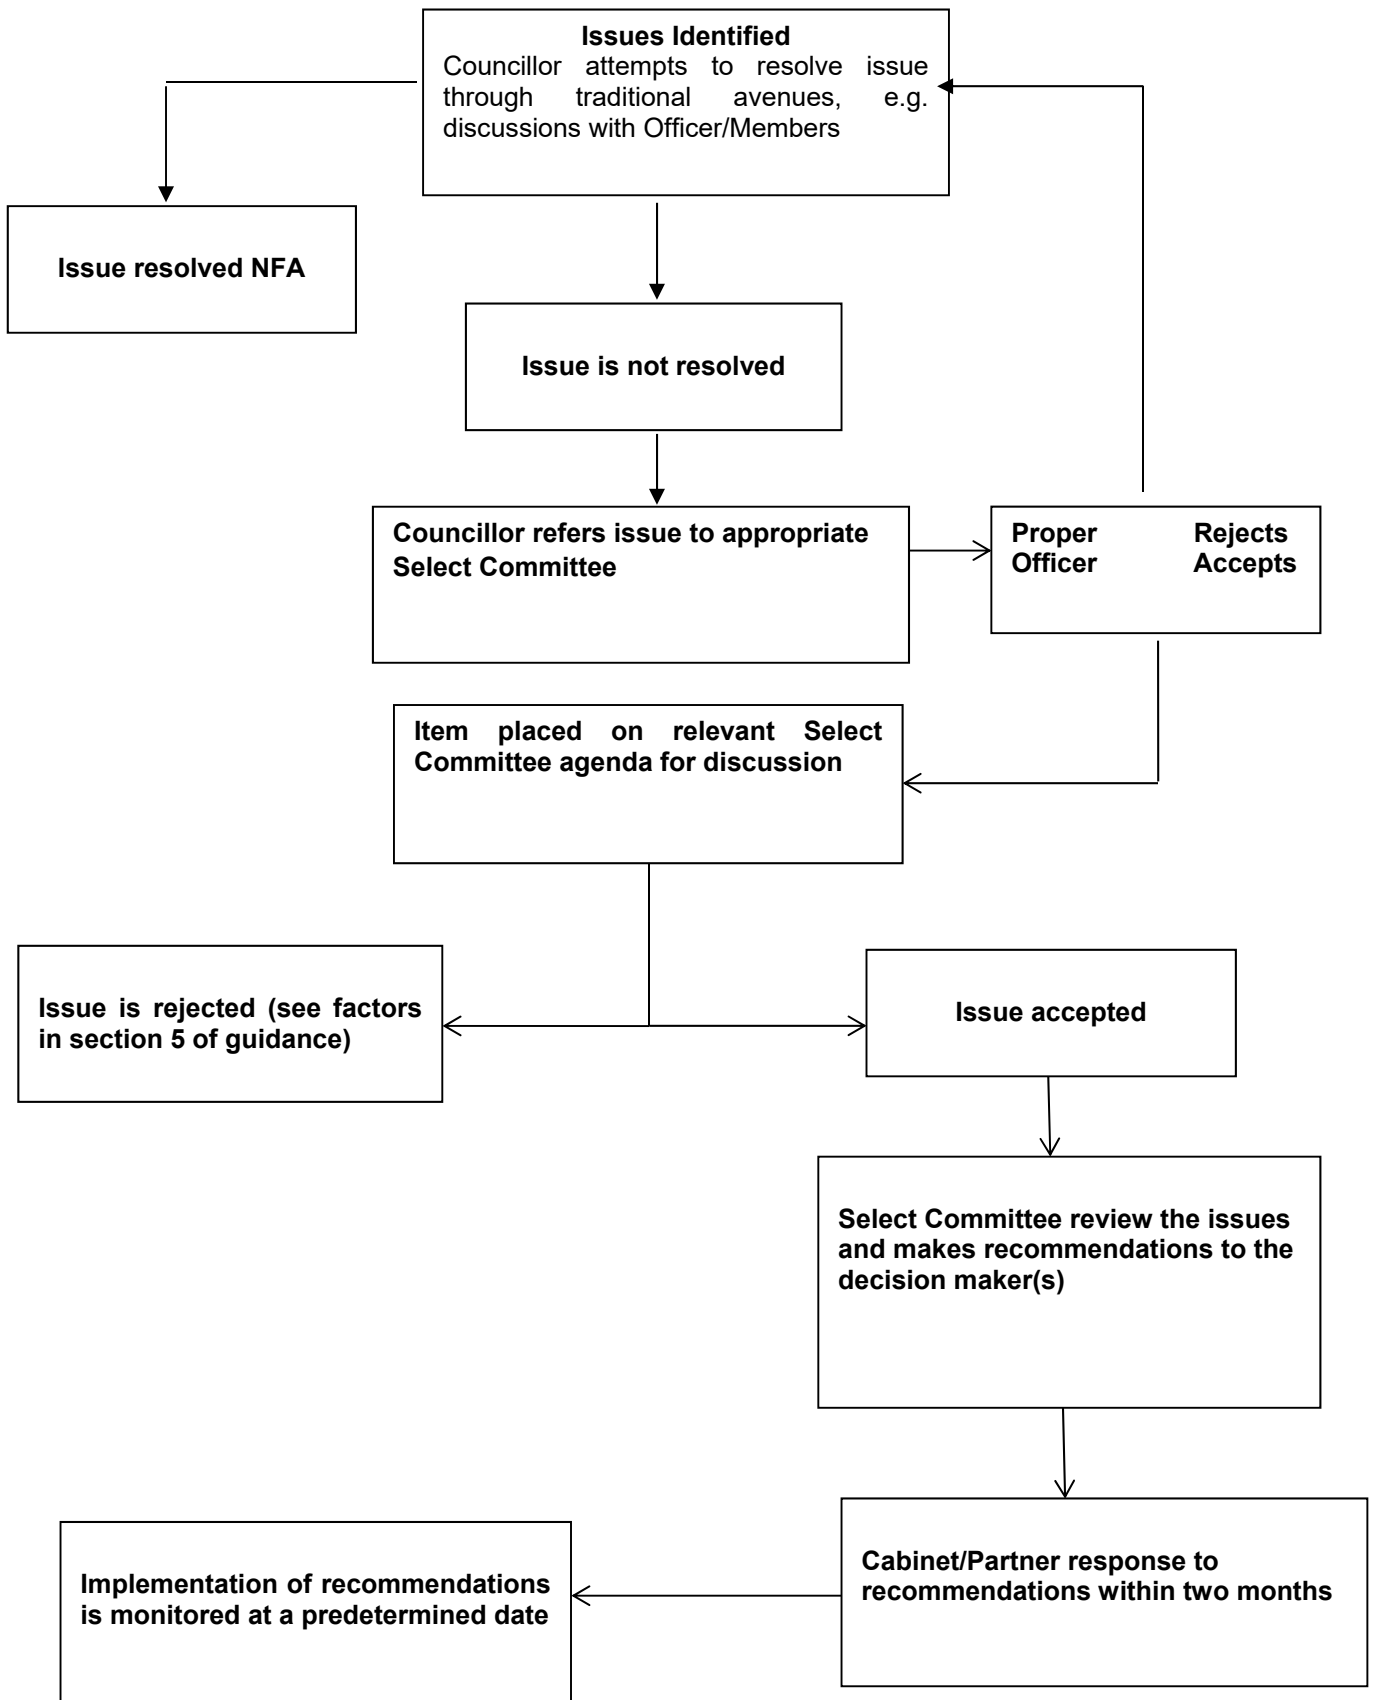 Issues Identified
Councillor attempts to resolve issue
through traditional avenues, e.g.
discussions with Officer/Members
Issue resolved NFA
Issue is not resolved
Councillor refers issue to appropriate
Select Committee
Proper Rejects
Officer Accepts
Item placed on relevant Select
Committee agenda for discussion
Issue is rejected (see factors
in section 5 of guidance)
Issue accepted
Select Committee review the issues
and makes recommendations to the
decision maker(s)
Cabinet/Partner response to
recommendations within two months
Implementation of recommendations
is monitored at a predetermined date